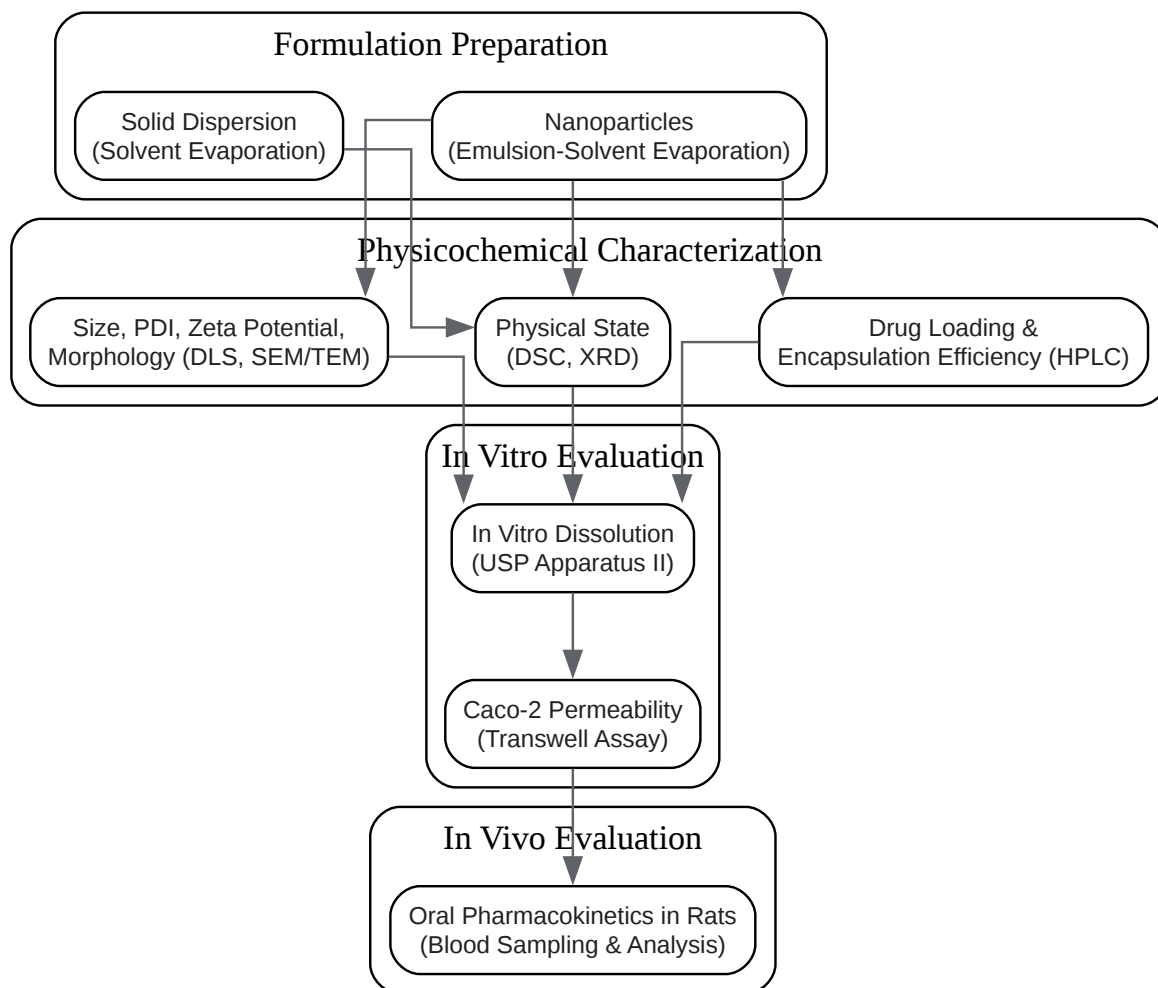 Formulation Preparation
Solid Dispersion
(Solvent Evaporation)
Nanoparticles
(Emulsion-Solvent Evaporation)
Physicochemical Characterization
Size, PDI, Zeta Potential,
Morphology (DLS, SEM/TEM)
Physical State
(DSC, XRD)
Drug Loading &
Encapsulation Efficiency (HPLC)
In Vitro Evaluation
In Vitro Dissolution
(USP Apparatus II)
Caco-2 Permeability
(Transwell Assay)
In Vivo Evaluation
Oral Pharmacokinetics in Rats
(Blood Sampling & Analysis)